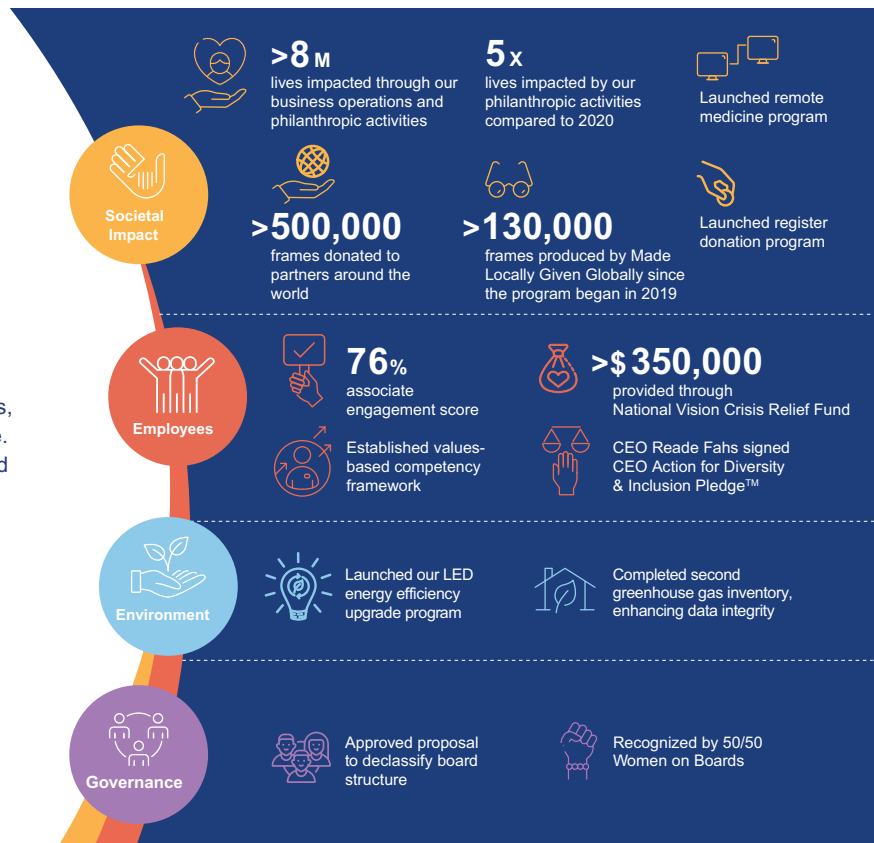 >8 M
lives impacted through our
business operations and
philanthropic activities
5 x
lives impacted by our
philanthropic activities
compared to 2020
Launched remote
medicine program
Societal
Impact
>500,000
frames donated to
partners around the
world
>130,000
frames produced by Made
Locally Given Globally since
the program began in 2019
Launched register
donation program
s,
e.
d
Employees
76%
associate
engagement score
>$ 350,000
provided through
National Vision Crisis Relief Fund
Established values-
based competency
framework
CEO Reade Fahs signed
CEO Action for Diversity
& Inclusion Pledge™
Environment
Launched our LED
energy efficiency
upgrade program
Completed second
greenhouse gas inventory,
enhancing data integrity
Governance
Approved proposal
to declassify board
structure
Recognized by 50/50
Women on Boards